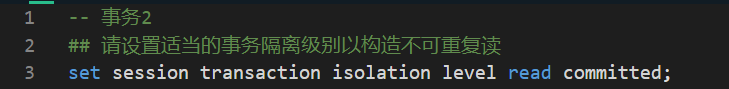 1 -- 事务2
2 ## 请设置适当的事务隔离级别以构造不可重复读
3 set session transaction isolation level read committed;